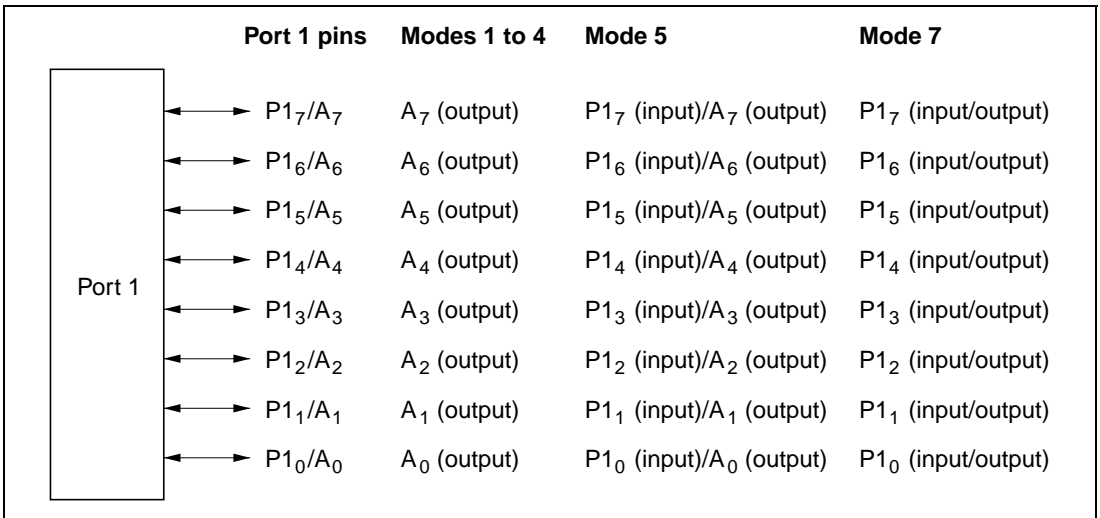 Port 1 pins Modes 1 to 4 Mode 5 Mode 7
P1₇/A₇ A₇ (output) P1₇ (input)/A₇ (output) P1₇ (input/output)
P1₆/A₆ A₆ (output) P1₆ (input)/A₆ (output) P1₆ (input/output)
P1₅/A₅ A₅ (output) P1₅ (input)/A₅ (output) P1₅ (input/output)
P1₄/A₄ A₄ (output) P1₄ (input)/A₄ (output) P1₄ (input/output)
Port 1
P1₃/A₃ A₃ (output) P1₃ (input)/A₃ (output) P1₃ (input/output)
P1₂/A₂ A₂ (output) P1₂ (input)/A₂ (output) P1₂ (input/output)
P1₁/A₁ A₁ (output) P1₁ (input)/A₁ (output) P1₁ (input/output)
P1₀/A₀ A₀ (output) P1₀ (input)/A₀ (output) P1₀ (input/output)